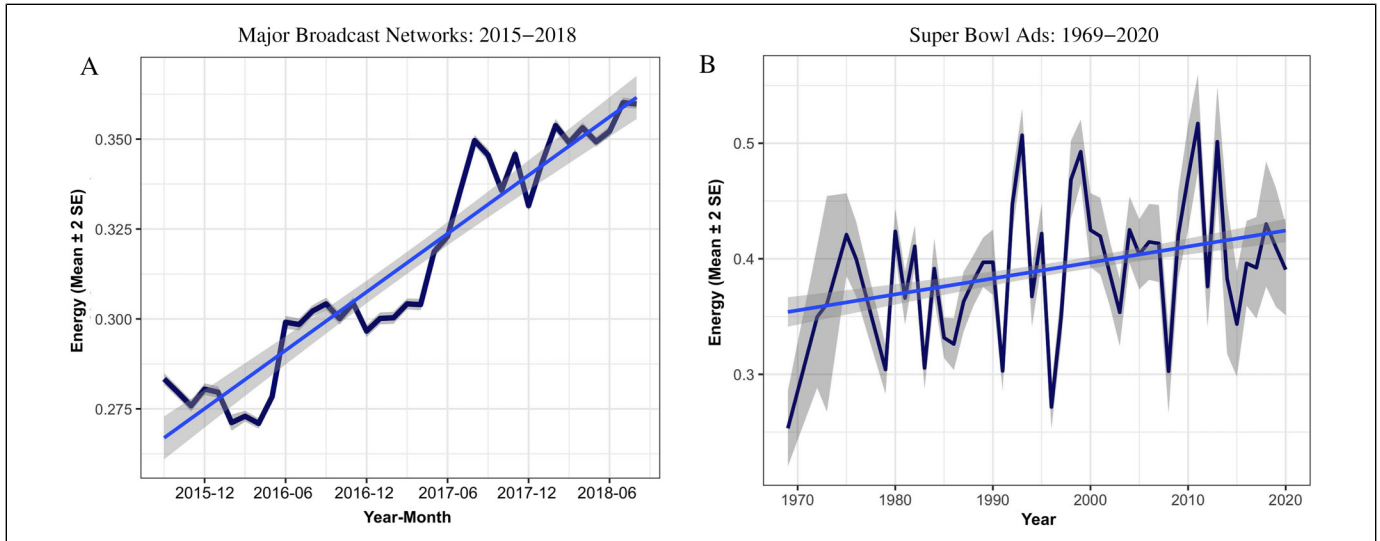 Major Broadcast Networks: 2015−2018
A
Energy (Mean ± 2 SE)
0.350
0.325
0.300
0.275
2015-12 2016-06 2016-12 2017-06 2017-12 2018-06
Year-Month
Super Bowl Ads: 1969−2020
B
Energy (Mean ± 2 SE)
0.5
0.4
0.3
1970 1980 1990 2000 2010 2020
Year